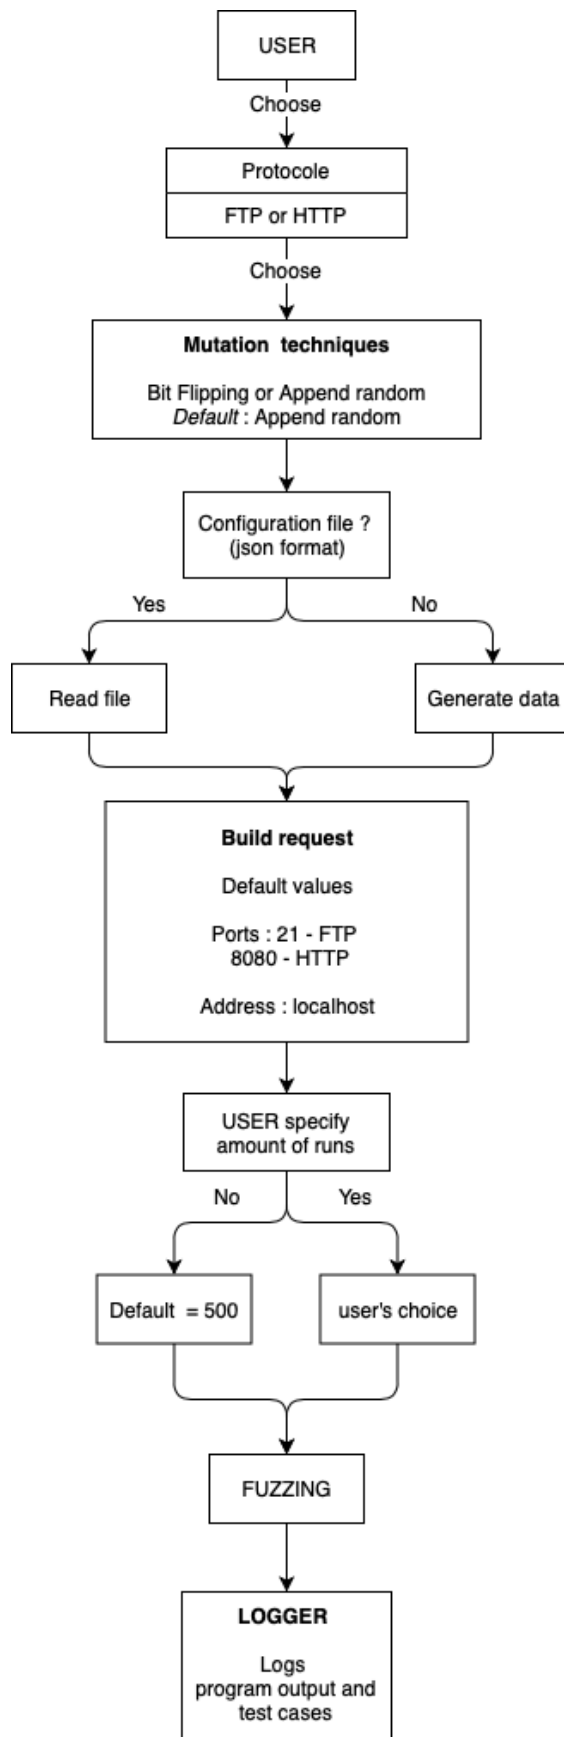 USER
Choose
Protocole
FTP or HTTP
Choose
Mutation techniques
Bit Flipping or Append random
Default : Append random
Configuration file ?
(json format)
Yes
No
Read file
Generate data
Build request
Default values
Ports : 21 - FTP
8080 - HTTP
Address : localhost
USER specify
amount of runs
No
Yes
Default = 500
user's choice
FUZZING
LOGGER
Logs
program output and
test cases